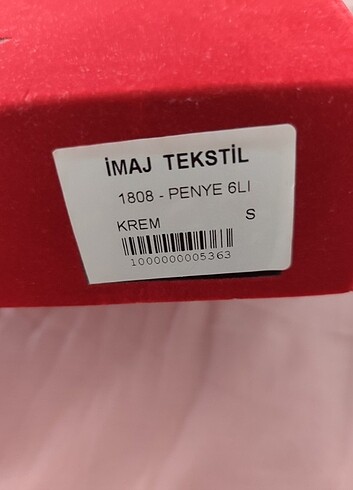 İMAJ TEKSTİL
1808 - PENYE 6LI
KREM S
1000000005363